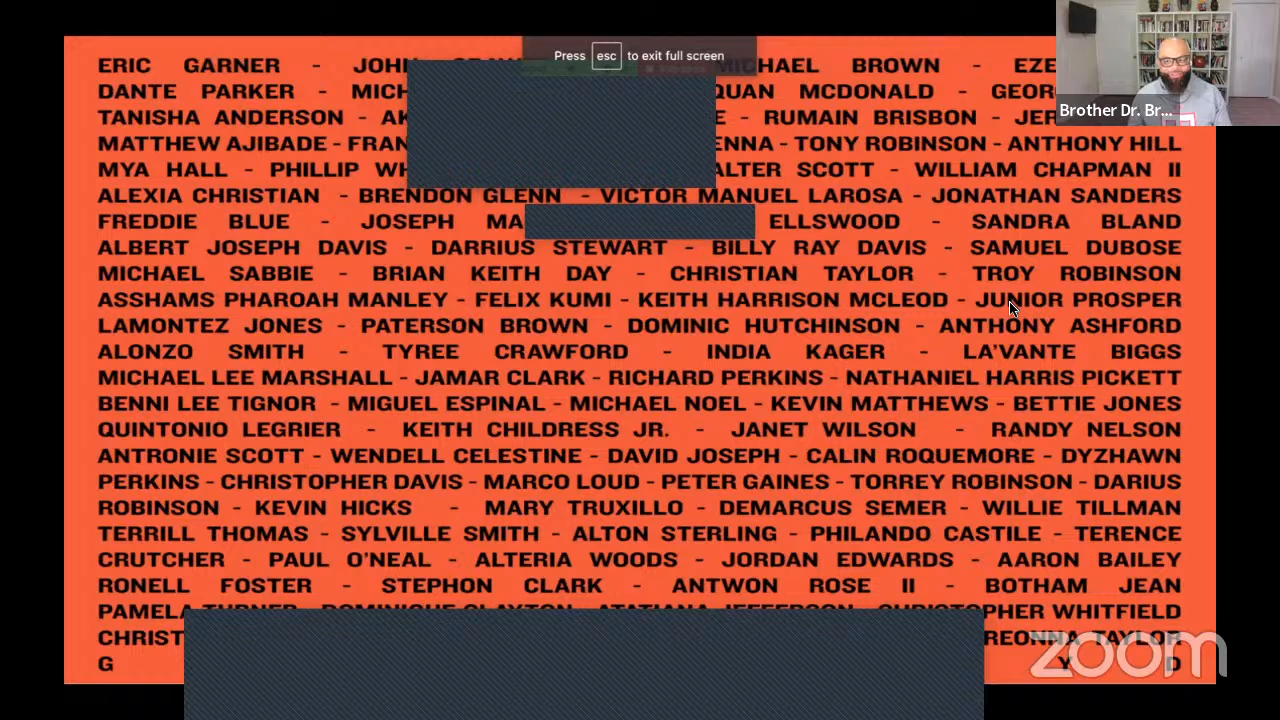 Press esc to exit full screen
Brother Dr. Br...
ERIC GARNER - JOHN MICHAEL BROWN -
DANTE PARKER - MCDONALD -
TANISHA ANDERSON - - RUMAIN BRISBON -
MATTHEW AJIBADE - - TONY ROBINSON - ANTHONY HILL
MYA HALL - PHILLIP SCOTT - WILLIAM CHAPMAN II
ALEXIA CHRISTIAN - BRENDON GLENN - VICTOR MANUEL LAROSA - JONATHAN SANDERS
FREDDIE BLUE - JOSEPH ELLSWOOD - SANDRA BLAND
ALBERT JOSEPH DAVIS - DARRIUS STEWART - BILLY RAY DAVIS - SAMUEL DUBOSE
MICHAEL SABBIE - BRIAN KEITH DAY - CHRISTIAN TAYLOR - TROY ROBINSON
ASSHAMS PHAROAH MANLEY - FELIX KUMI - KEITH HARRISON MCLEOD - JUNIOR PROSPER
LAMONTEZ JONES - PATERSON BROWN - DOMINIC HUTCHINSON - ANTHONY ASHFORD
ALONZO SMITH - TYREE CRAWFORD - INDIA KAGER - LA'VANTE BIGGS
MICHAEL LEE MARSHALL - JAMAR CLARK - RICHARD PERKINS - NATHANIEL HARRIS PICKETT
BENNI LEE TIGNOR - MIGUEL ESPINAL - MICHAEL NOEL - KEVIN MATTHEWS - BETTIE JONES
QUINTONIO LEGRIER - KEITH CHILDRESS JR. - JANET WILSON - RANDY NELSON
ANTRONIE SCOTT - WENDELL CELESTINE - DAVID JOSEPH - CALIN ROQUEMORE - DYZHAWN
PERKINS - CHRISTOPHER DAVIS - MARCO LOUD - PETER GAINES - TORREY ROBINSON - DARIUS
ROBINSON - KEVIN HICKS - MARY TRUXILLO - DEMARCUS SEMER - WILLIE TILLMAN
TERRILL THOMAS - SYLVILLE SMITH - ALTON STERLING - PHILANDO CASTILE - TERENCE
CRUTCHER - PAUL O'NEAL - ALTERIA WOODS - JORDAN EDWARDS - AARON BAILEY
RONELL FOSTER - STEPHON CLARK - ANTWON ROSE II - BOTHAM JEAN
PAMELA TURNER - DOMINIQUE CLAYTON - ATATIANA JEFFERSON - CHRISTOPHER WHITFIELD
TAYLOR
G Y D
zoom